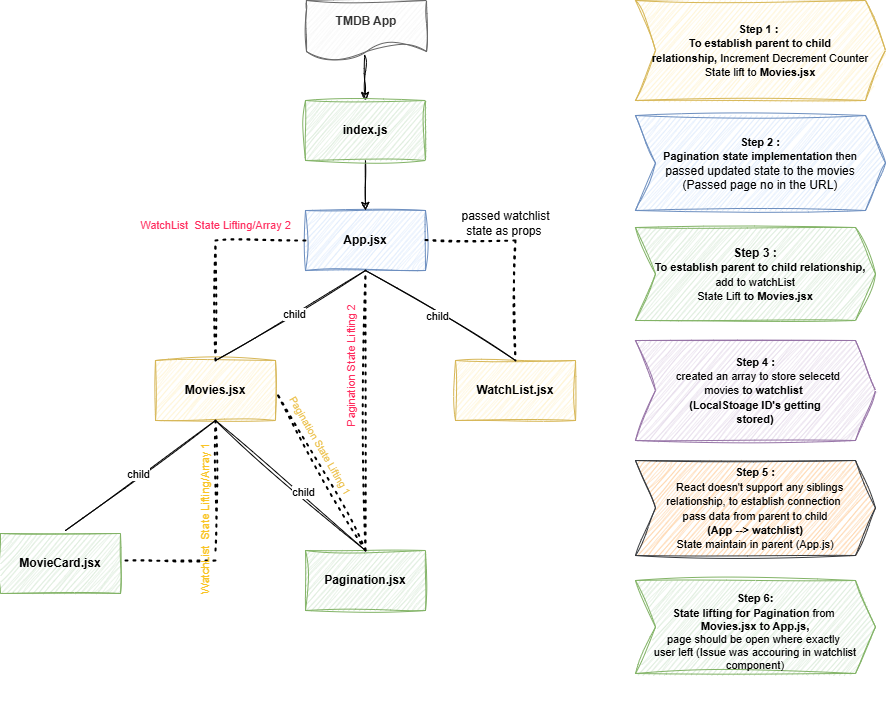 TMDB App
index.js
WatchList  State Lifting/Array 2
App.jsx
passed watchlist
state as props
child
child
Pagination State Lifting 2
Movies.jsx
WatchList.jsx
Pagination State Lifting 1
child
child
WatchList  State Lifting/Array 1
MovieCard.jsx
Pagination.jsx
Step 1 :
To establish parent to child
relationship, Increment Decrement Counter
State lift to Movies.jsx
Step 2 :
Pagination state implementation then
passed updated state to the movies
(Passed page no in the URL)
Step 3 :
To establish parent to child relationship,
add to watchList
State Lift to Movies.jsx
Step 4 :
created an array to store selecetd
movies to watchlist
(LocalStoage ID's getting
stored)
Step 5 :
React doesn't support any siblings
relationship, to establish connection
pass data from parent to child
(App --> watchlist)
State maintain in parent (App.js)
Step 6:
State lifting for Pagination from
Movies.jsx to App.js,
page should be open where exactly
user left (Issue was accouring in watchlist
component)